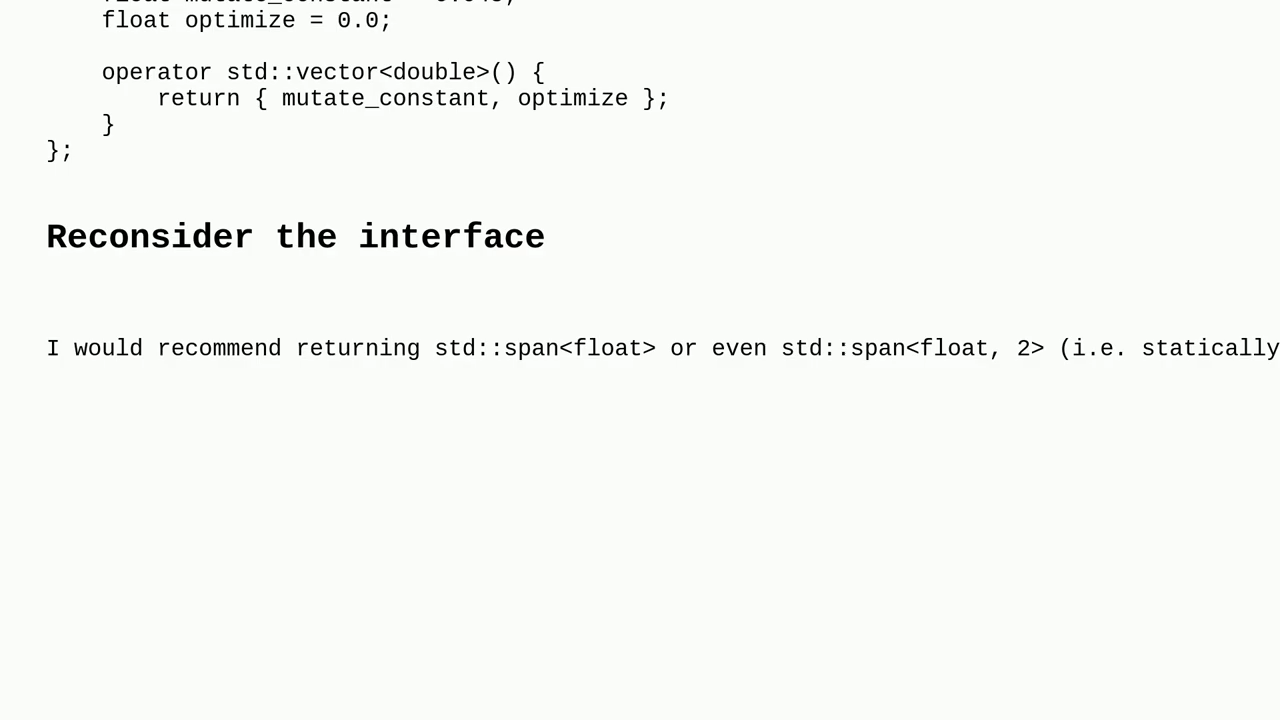 float optimize = 0.0;
operator std::vector<double>() {
return { mutate_constant, optimize };
}
};
Reconsider the interface
I would recommend returning std::span<float> or even std::span<float, 2> (i.e. statically